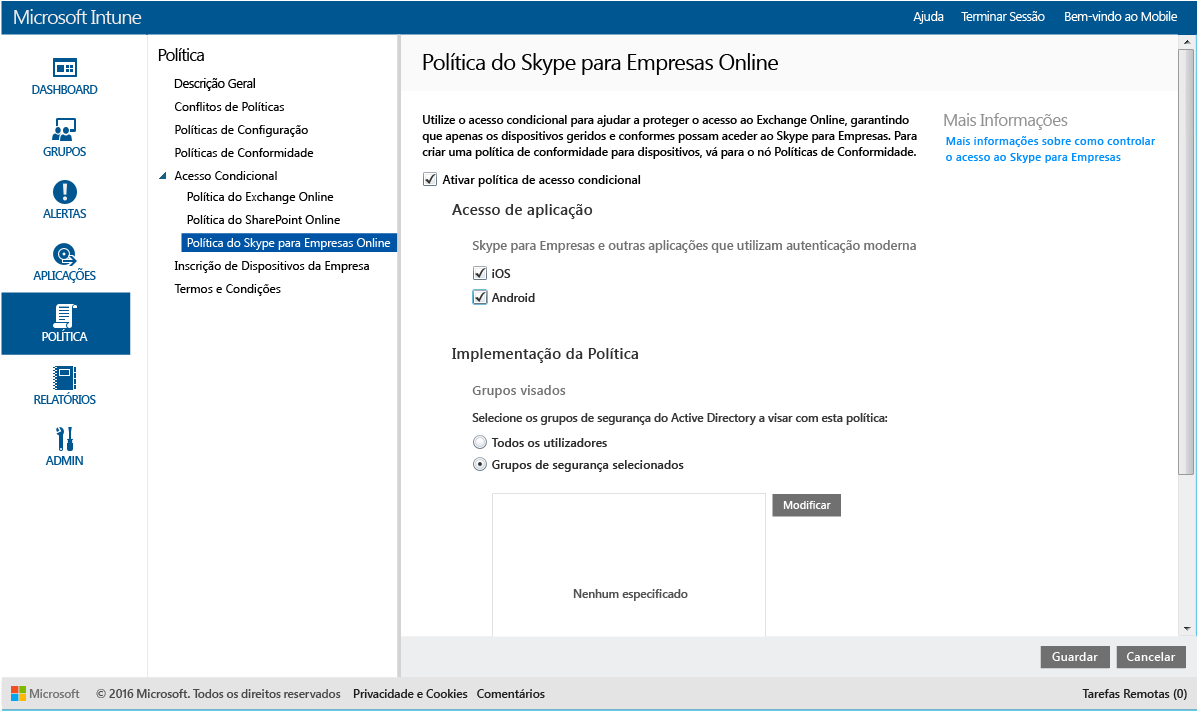 Microsoft Intune
Ajuda
Terminar Sessão
Bem-vindo ao Mobile
DASHBOARD
GRUPOS
ALERTAS
APLICAÇÕES
POLÍTICA
RELATÓRIOS
ADMIN
Política
Descrição Geral
Conflitos de Políticas
Políticas de Configuração
Políticas de Conformidade
Acesso Condicional
Política do Exchange Online
Política do SharePoint Online
Política do Skype para Empresas Online
Inscrição de Dispositivos da Empresa
Termos e Condições
Política do Skype para Empresas Online
Utilize o acesso condicional para ajudar a proteger o acesso ao Exchange Online, garantindo
que apenas os dispositivos geridos e conformes possam aceder ao Skype para Empresas. Para
criar uma política de conformidade para dispositivos, vá para o nó Políticas de Conformidade.
Ativar política de acesso condicional
Acesso de aplicação
Skype para Empresas e outras aplicações que utilizam autenticação moderna
iOS
Android
Implementação da Política
Grupos visados
Selecione os grupos de segurança do Active Directory a visar com esta política:
Todos os utilizadores
Grupos de segurança selecionados
Modificar
Nenhum especificado
Mais Informações
Mais informações sobre como controlar
o acesso ao Skype para Empresas
Guardar
Cancelar
Microsoft
© 2016 Microsoft. Todos os direitos reservados
Privacidade e Cookies
Comentários
Tarefas Remotas (0)